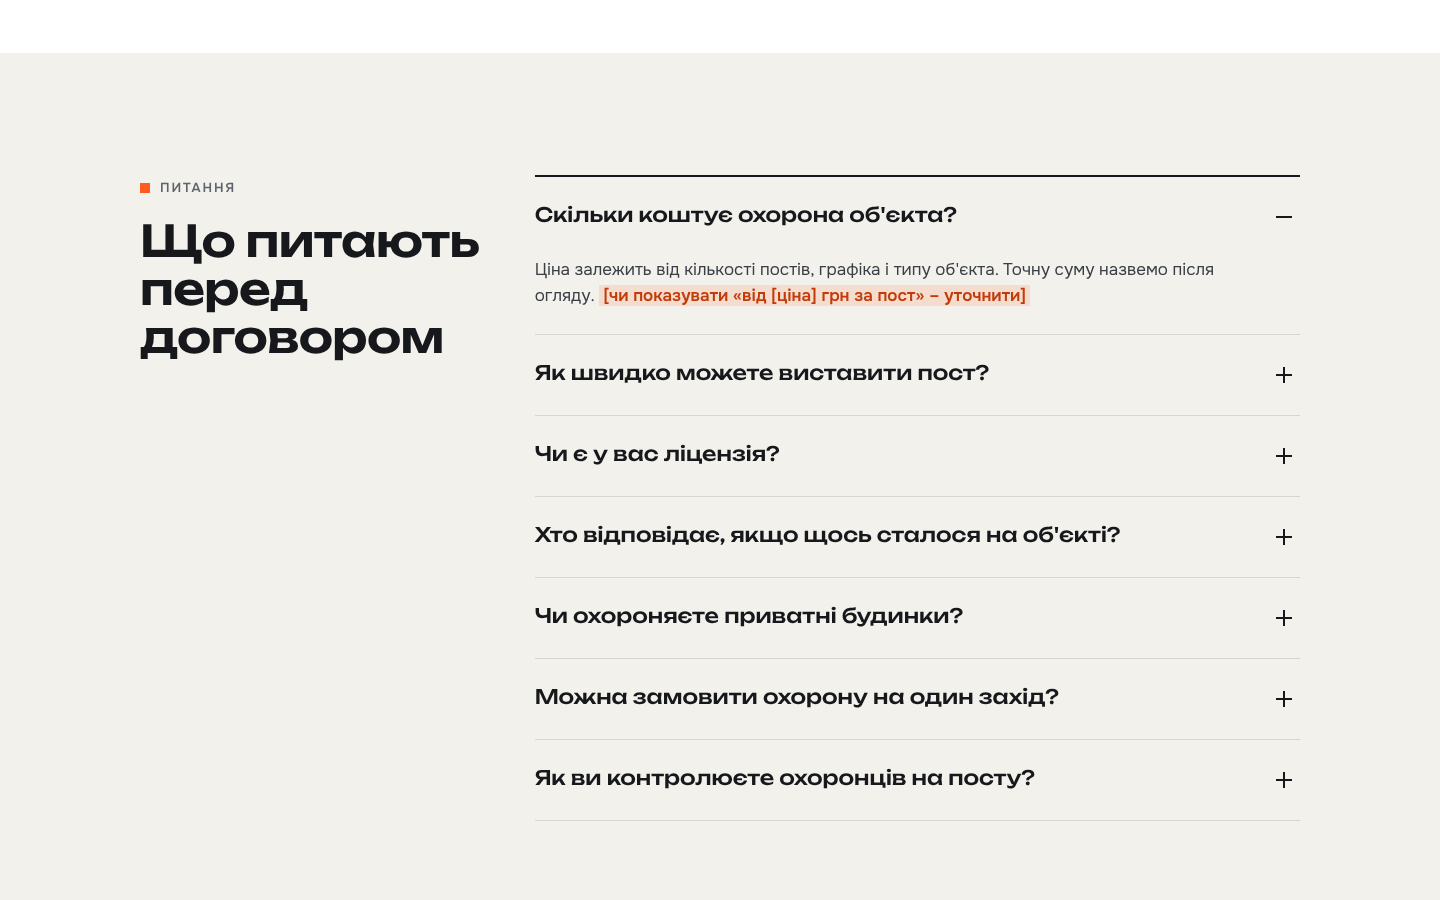 ПИТАННЯ
Що питають
перед
договором
Скільки коштує охорона об'єкта?
Ціна залежить від кількості постів, графіка і типу об'єкта. Точну суму назвемо після
огляду. [чи показувати «від [ціна] грн за пост» – уточнити]
Як швидко можете виставити пост?
Чи є у вас ліцензія?
Хто відповідає, якщо щось сталося на об'єкті?
Чи охороняєте приватні будинки?
Можна замовити охорону на один захід?
Як ви контролюєте охоронців на посту?